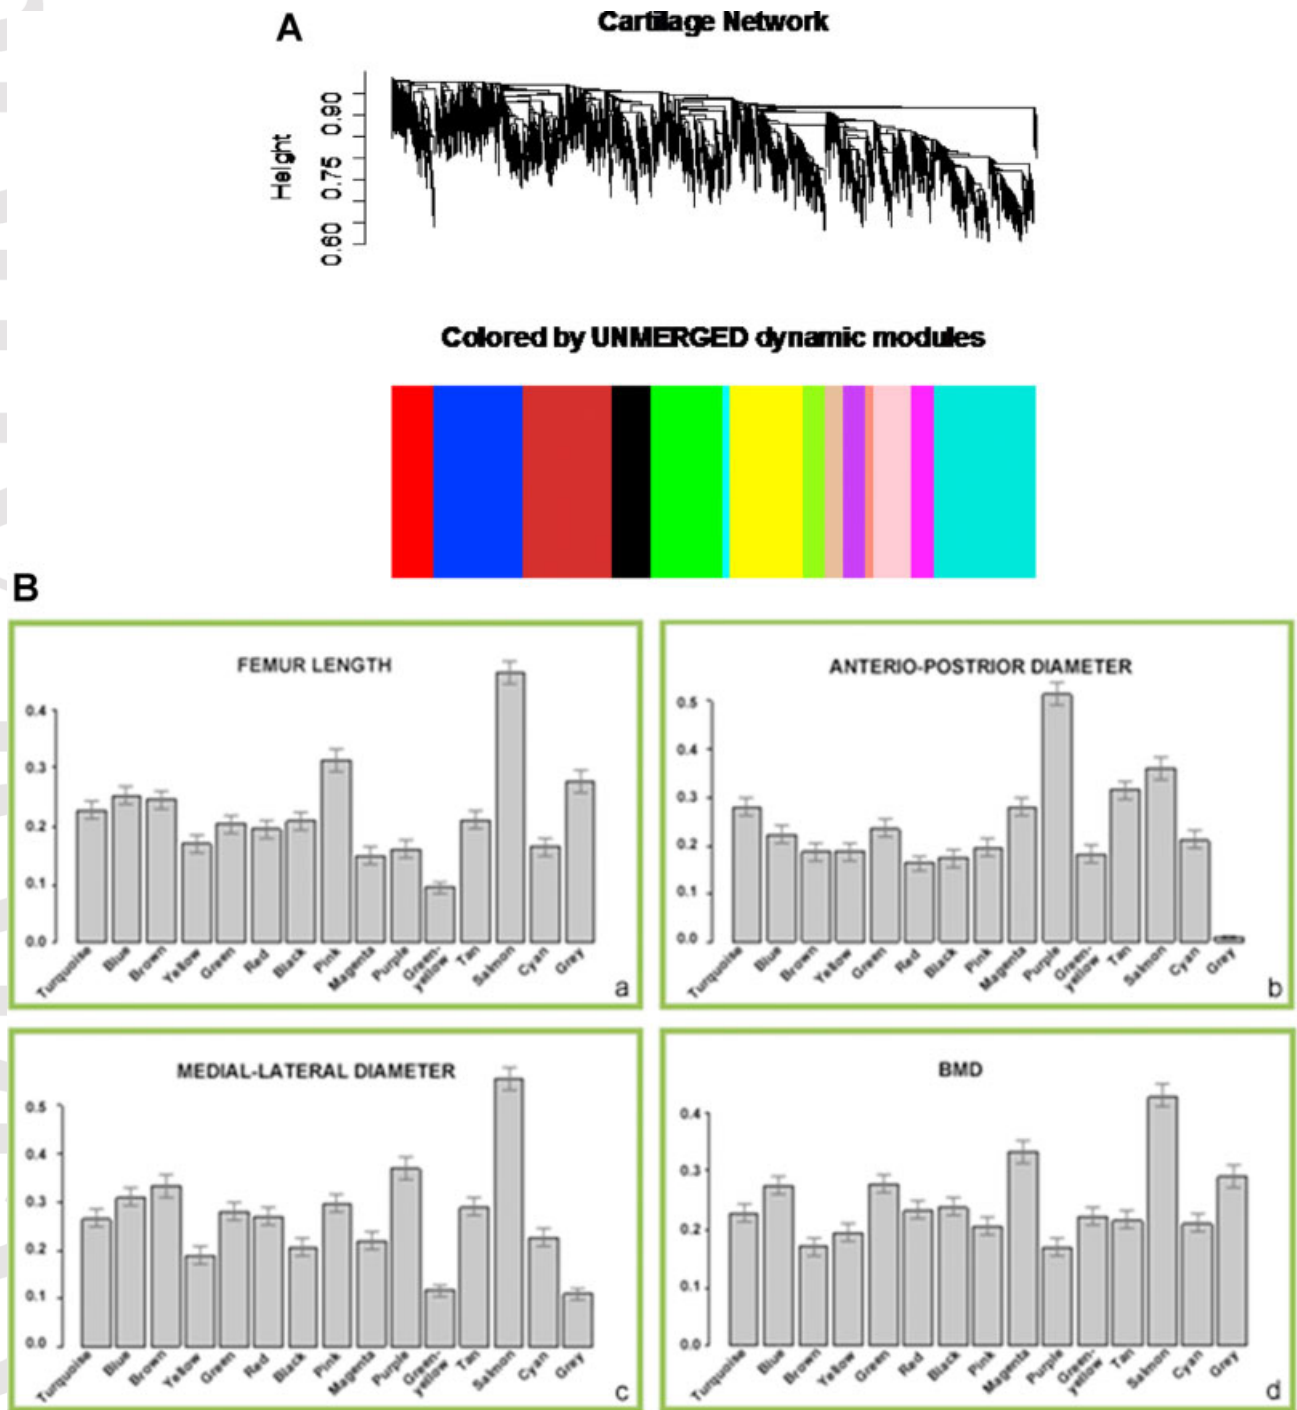 A
Cartilage Network
Height
0.90
0.75
0.60
Colored by UNMERGED dynamic modules
B
FEMUR LENGTH
0.4
0.3
0.2
0.1
0.0
Turquoise
Blue
Brown
Yellow
Green
Red
Black
Pink
Magenta
Purple
Green-
yellow
Tan
Salmon
Cyan
Grey
a
ANTERIO-POSTRIOR DIAMETER
0.5
0.4
0.3
0.2
0.1
0.0
Turquoise
Blue
Brown
Yellow
Green
Red
Black
Pink
Magenta
Purple
Green-
yellow
Tan
Salmon
Cyan
Grey
b
MEDIAL-LATERAL DIAMETER
0.5
0.4
0.3
0.2
0.1
0.0
Turquoise
Blue
Brown
Yellow
Green
Red
Black
Pink
Magenta
Purple
Green-
yellow
Tan
Salmon
Cyan
Grey
c
BMD
0.4
0.3
0.2
0.1
0.0
Turquoise
Blue
Brown
Yellow
Green
Red
Black
Pink
Magenta
Purple
Green-
yellow
Tan
Salmon
Cyan
Grey
d